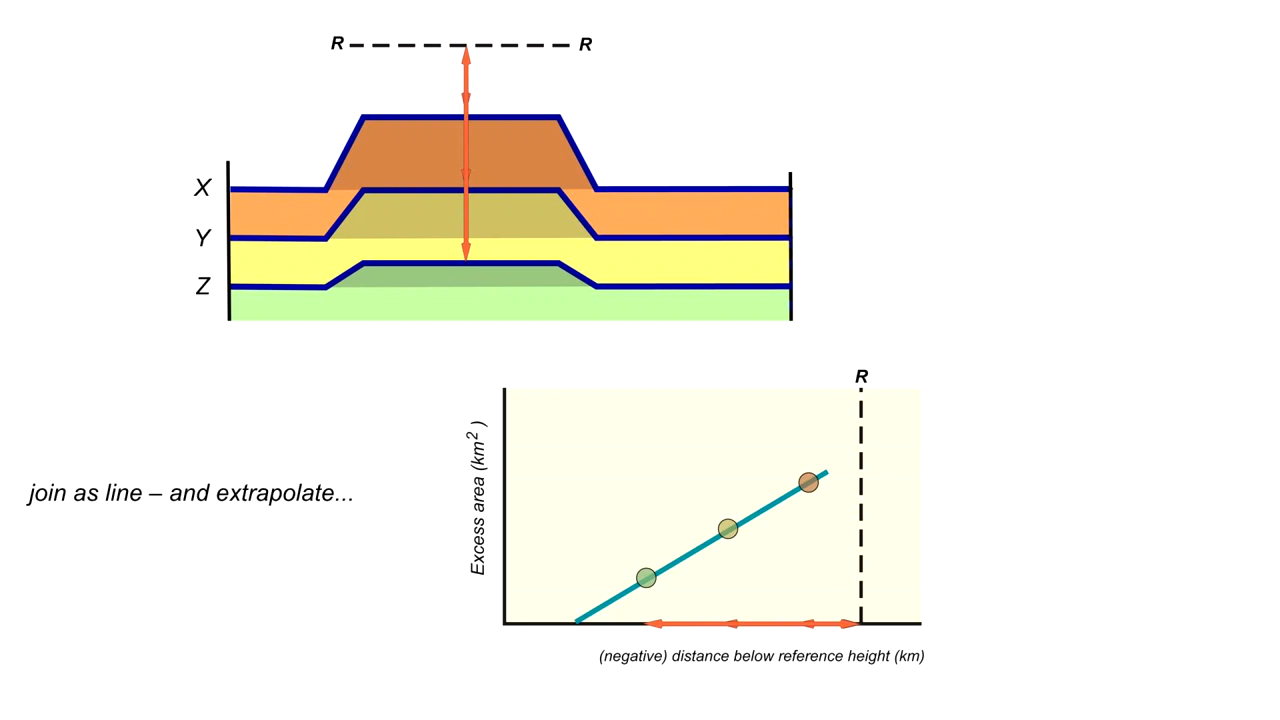 R R
X
Y
Z
R
Excess area (km2 )
join as line – and extrapolate...
(negative) distance below reference height (km)